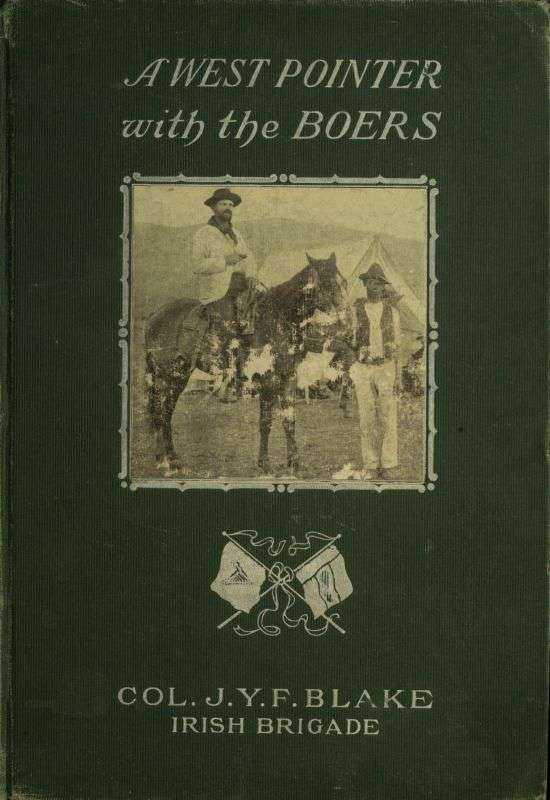 A WEST POINTER
with the BOERS
COL. J.Y.F. BLAKE
IRISH BRIGADE